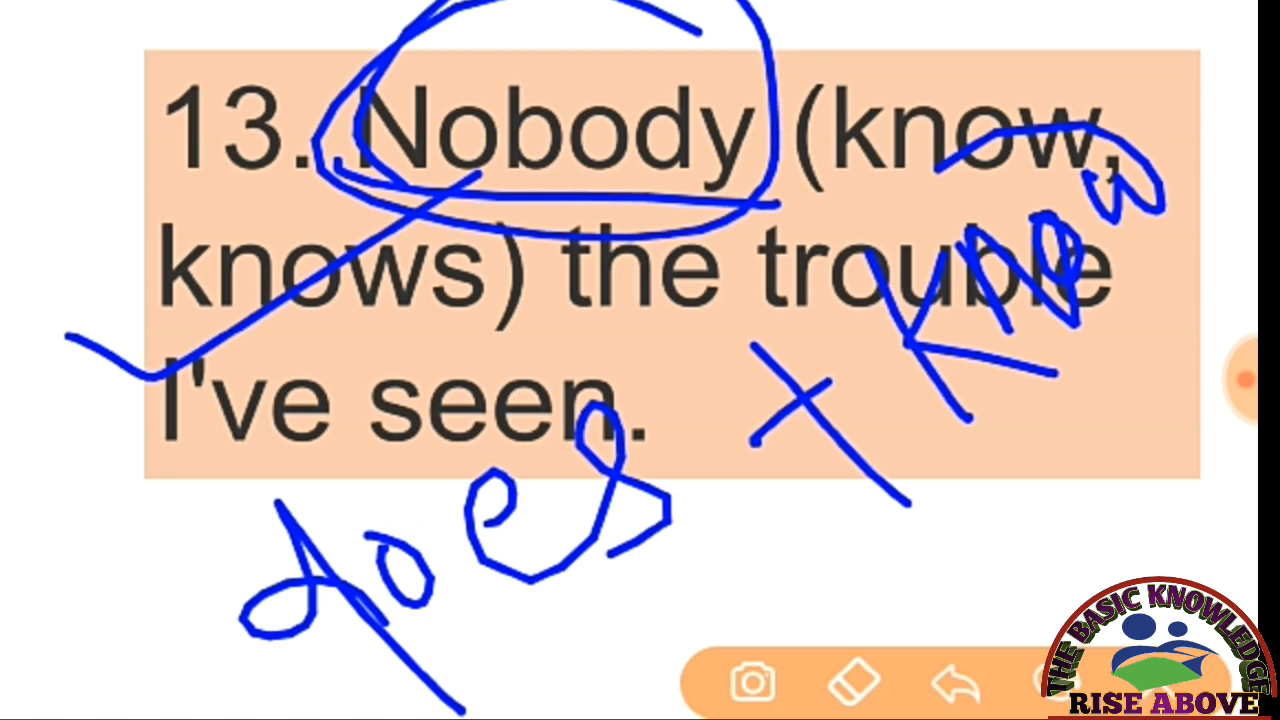 13. Nobody (know,
knows) the trouble
I've seen.
does + Know
THE BASIC KNOWLEDGE
RISE ABOVE